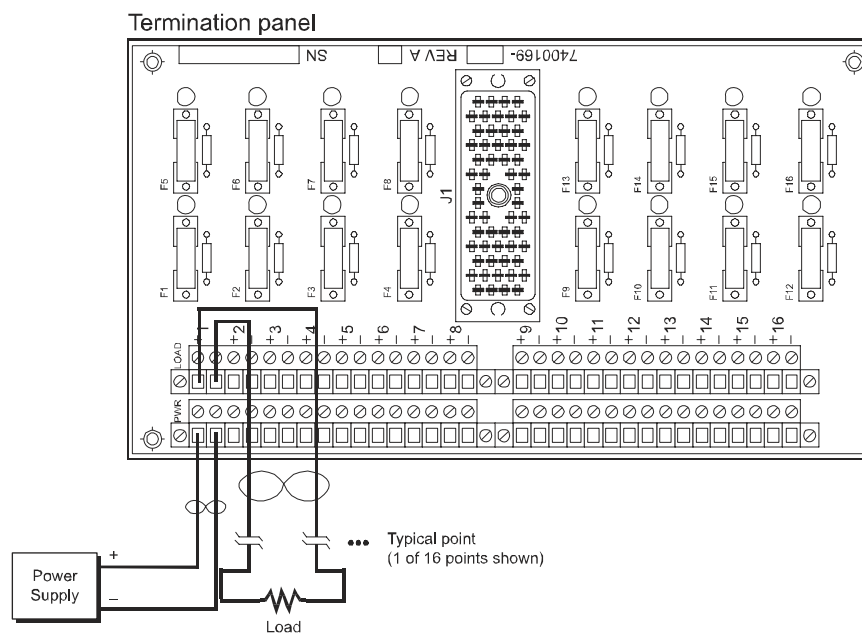 Termination panel
SN
REV A
7400169-
F5
F6
F7
F8
J1
F13
F14
F15
F16
F1
F2
F3
F4
F9
F10
F11
F12
LOAD
+ 1 –
+ 2 –
+ 3 –
+ 4 –
+ 5 –
+ 6 –
+ 7 –
+ 8 –
+ 9 –
+ 10 –
+ 11 –
+ 12 –
+ 13 –
+ 14 –
+ 15 –
+ 16 –
PWR
••• Typical point
(1 of 16 points shown)
+
Power
Supply
–
Load